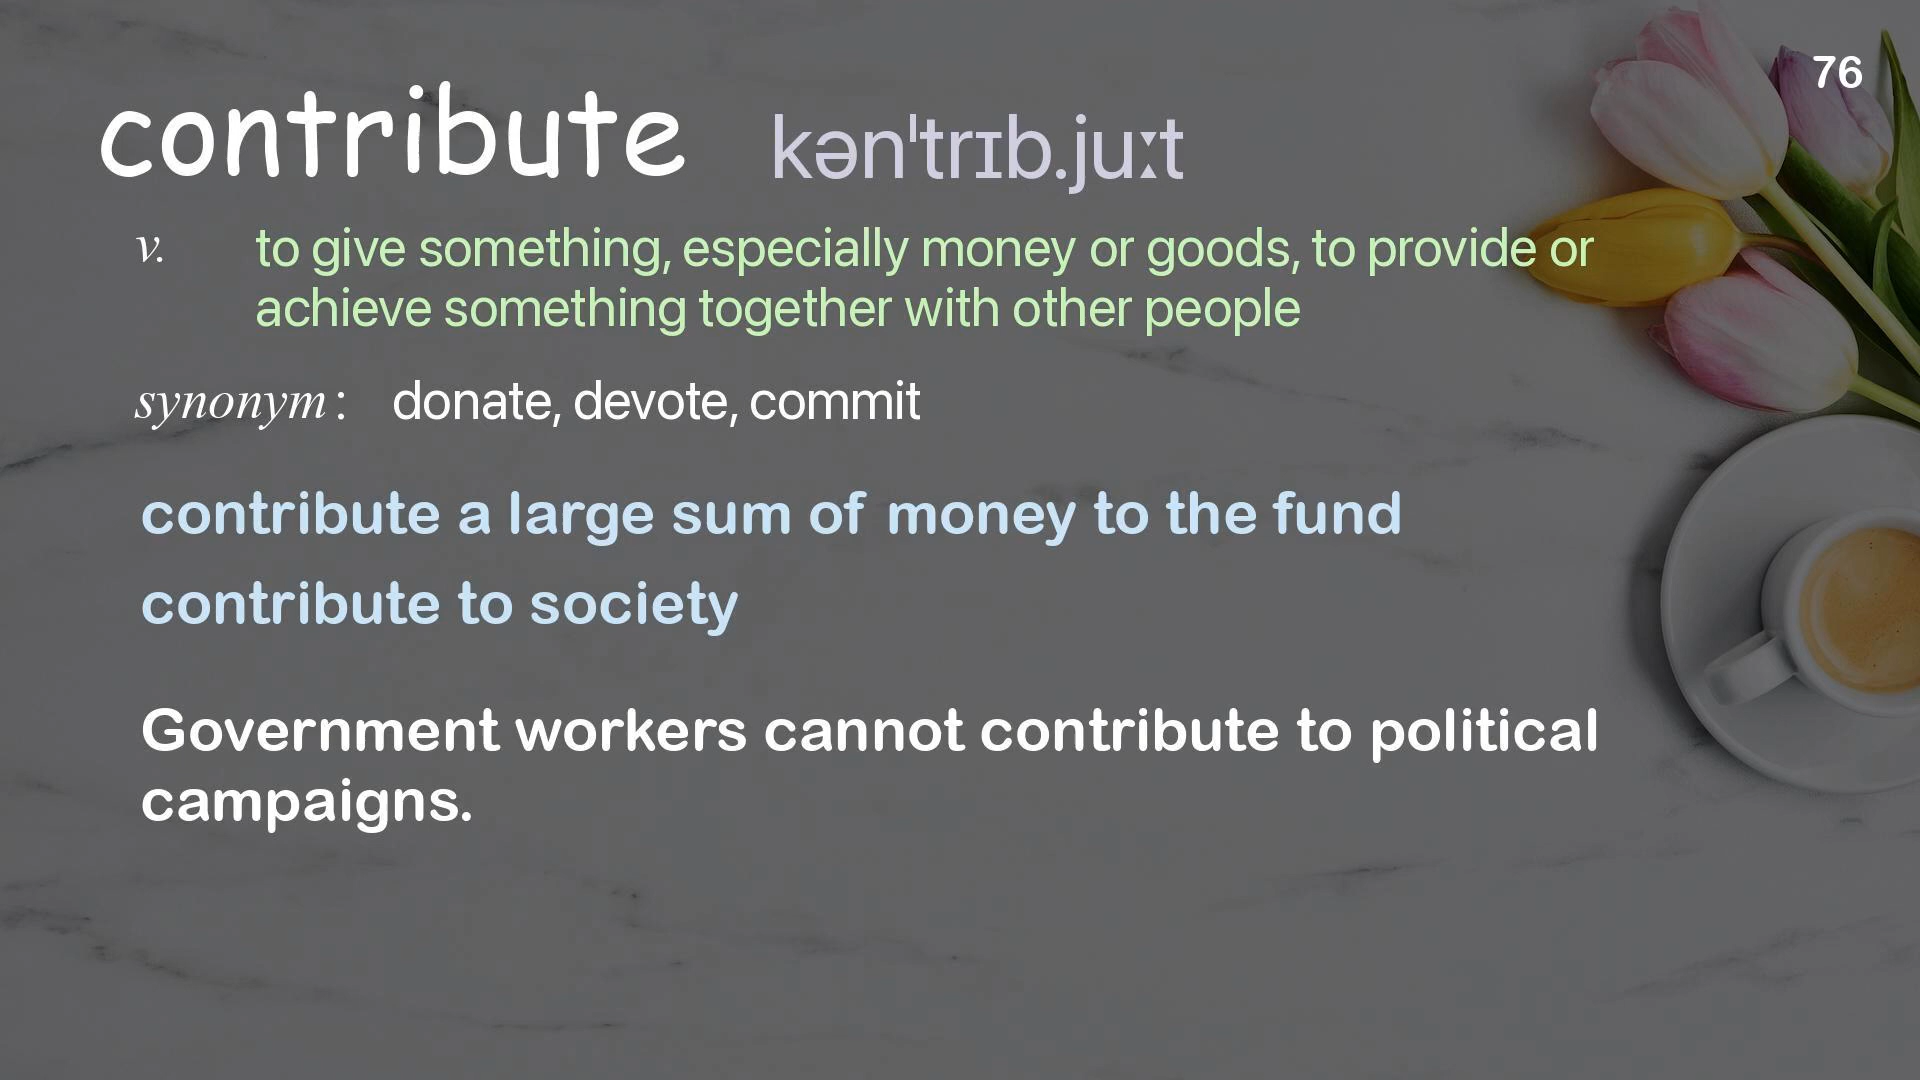 76
contribute kən'trɪb.juːt
v. to give something, especially money or goods, to provide or
achieve something together with other people
synonym : donate, devote, commit
contribute a large sum of money to the fund
contribute to society
Government workers cannot contribute to political
campaigns.